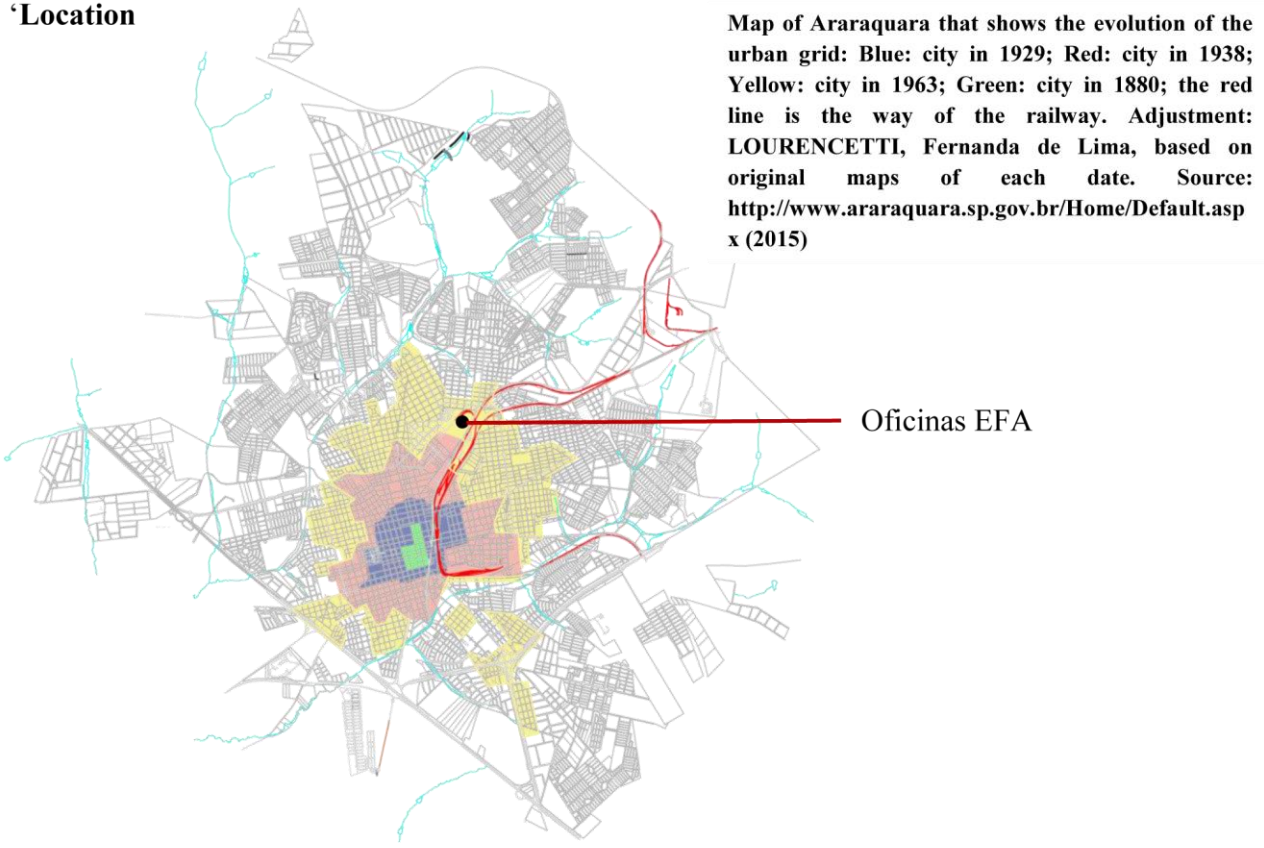 ‘Location
Map of Araraquara that shows the evolution of the
urban grid: Blue: city in 1929; Red: city in 1938;
Yellow: city in 1963; Green: city in 1880; the red
line is the way of the railway. Adjustment:
LOURENCETTI, Fernanda de Lima, based on
original maps of each date. Source:
http://www.araraquara.sp.gov.br/Home/Default.asp
x (2015)
Oficinas EFA